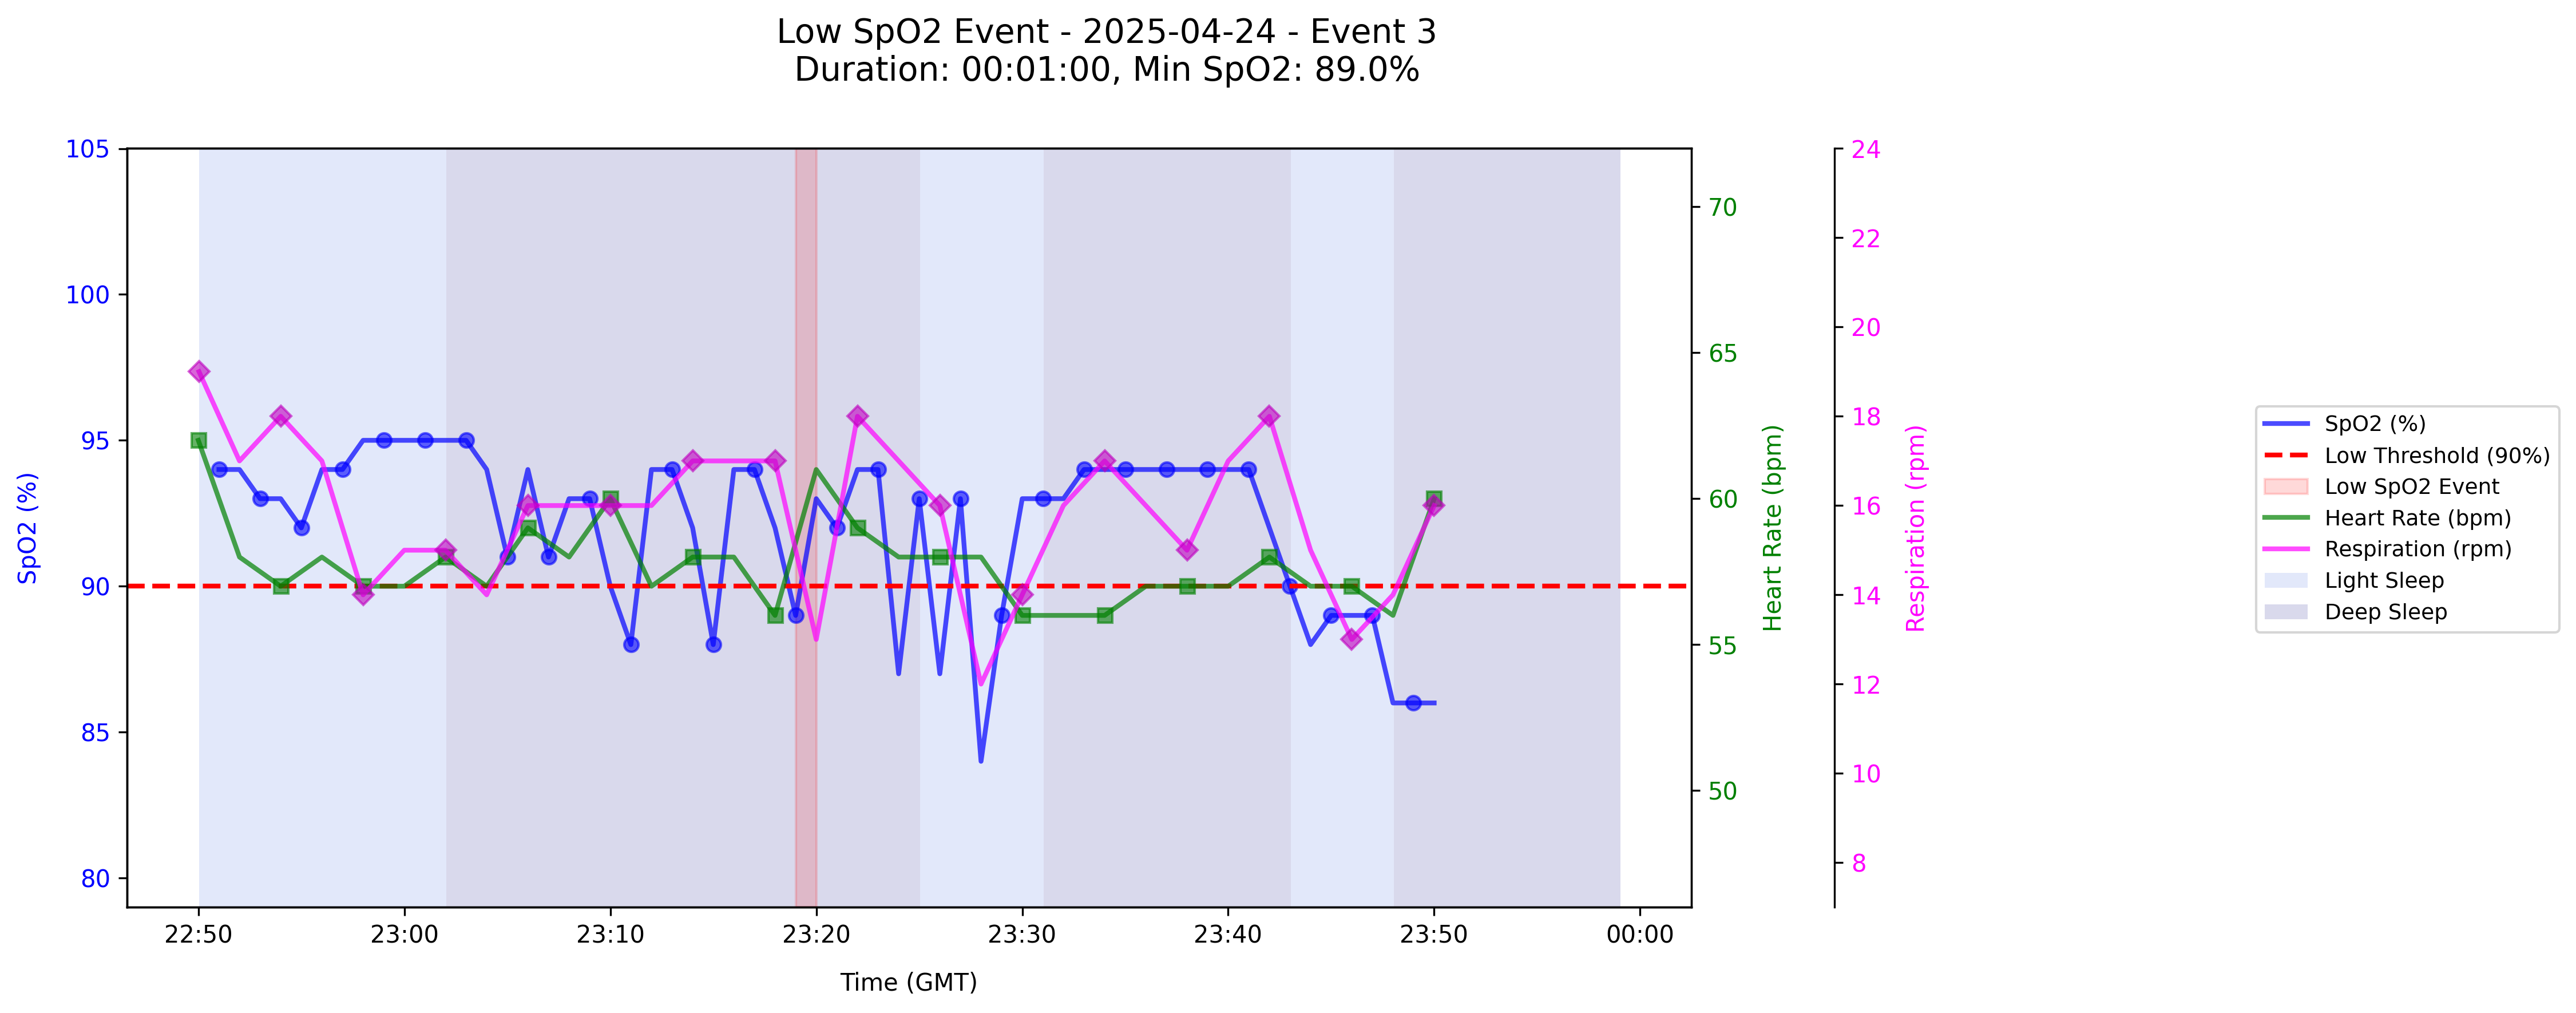 Low SpO2 Event - 2025-04-24 - Event 3
Duration: 00:01:00, Min SpO2: 89.0%
SpO2 (%)
105
100
95
90
85
80
22:50
23:00
23:10
23:20
23:30
23:40
23:50
00:00
Time (GMT)
70
65
60
55
50
Heart Rate (bpm)
24
22
20
18
16
14
12
10
8
Respiration (rpm)
SpO2 (%)
Low Threshold (90%)
Low SpO2 Event
Heart Rate (bpm)
Respiration (rpm)
Light Sleep
Deep Sleep